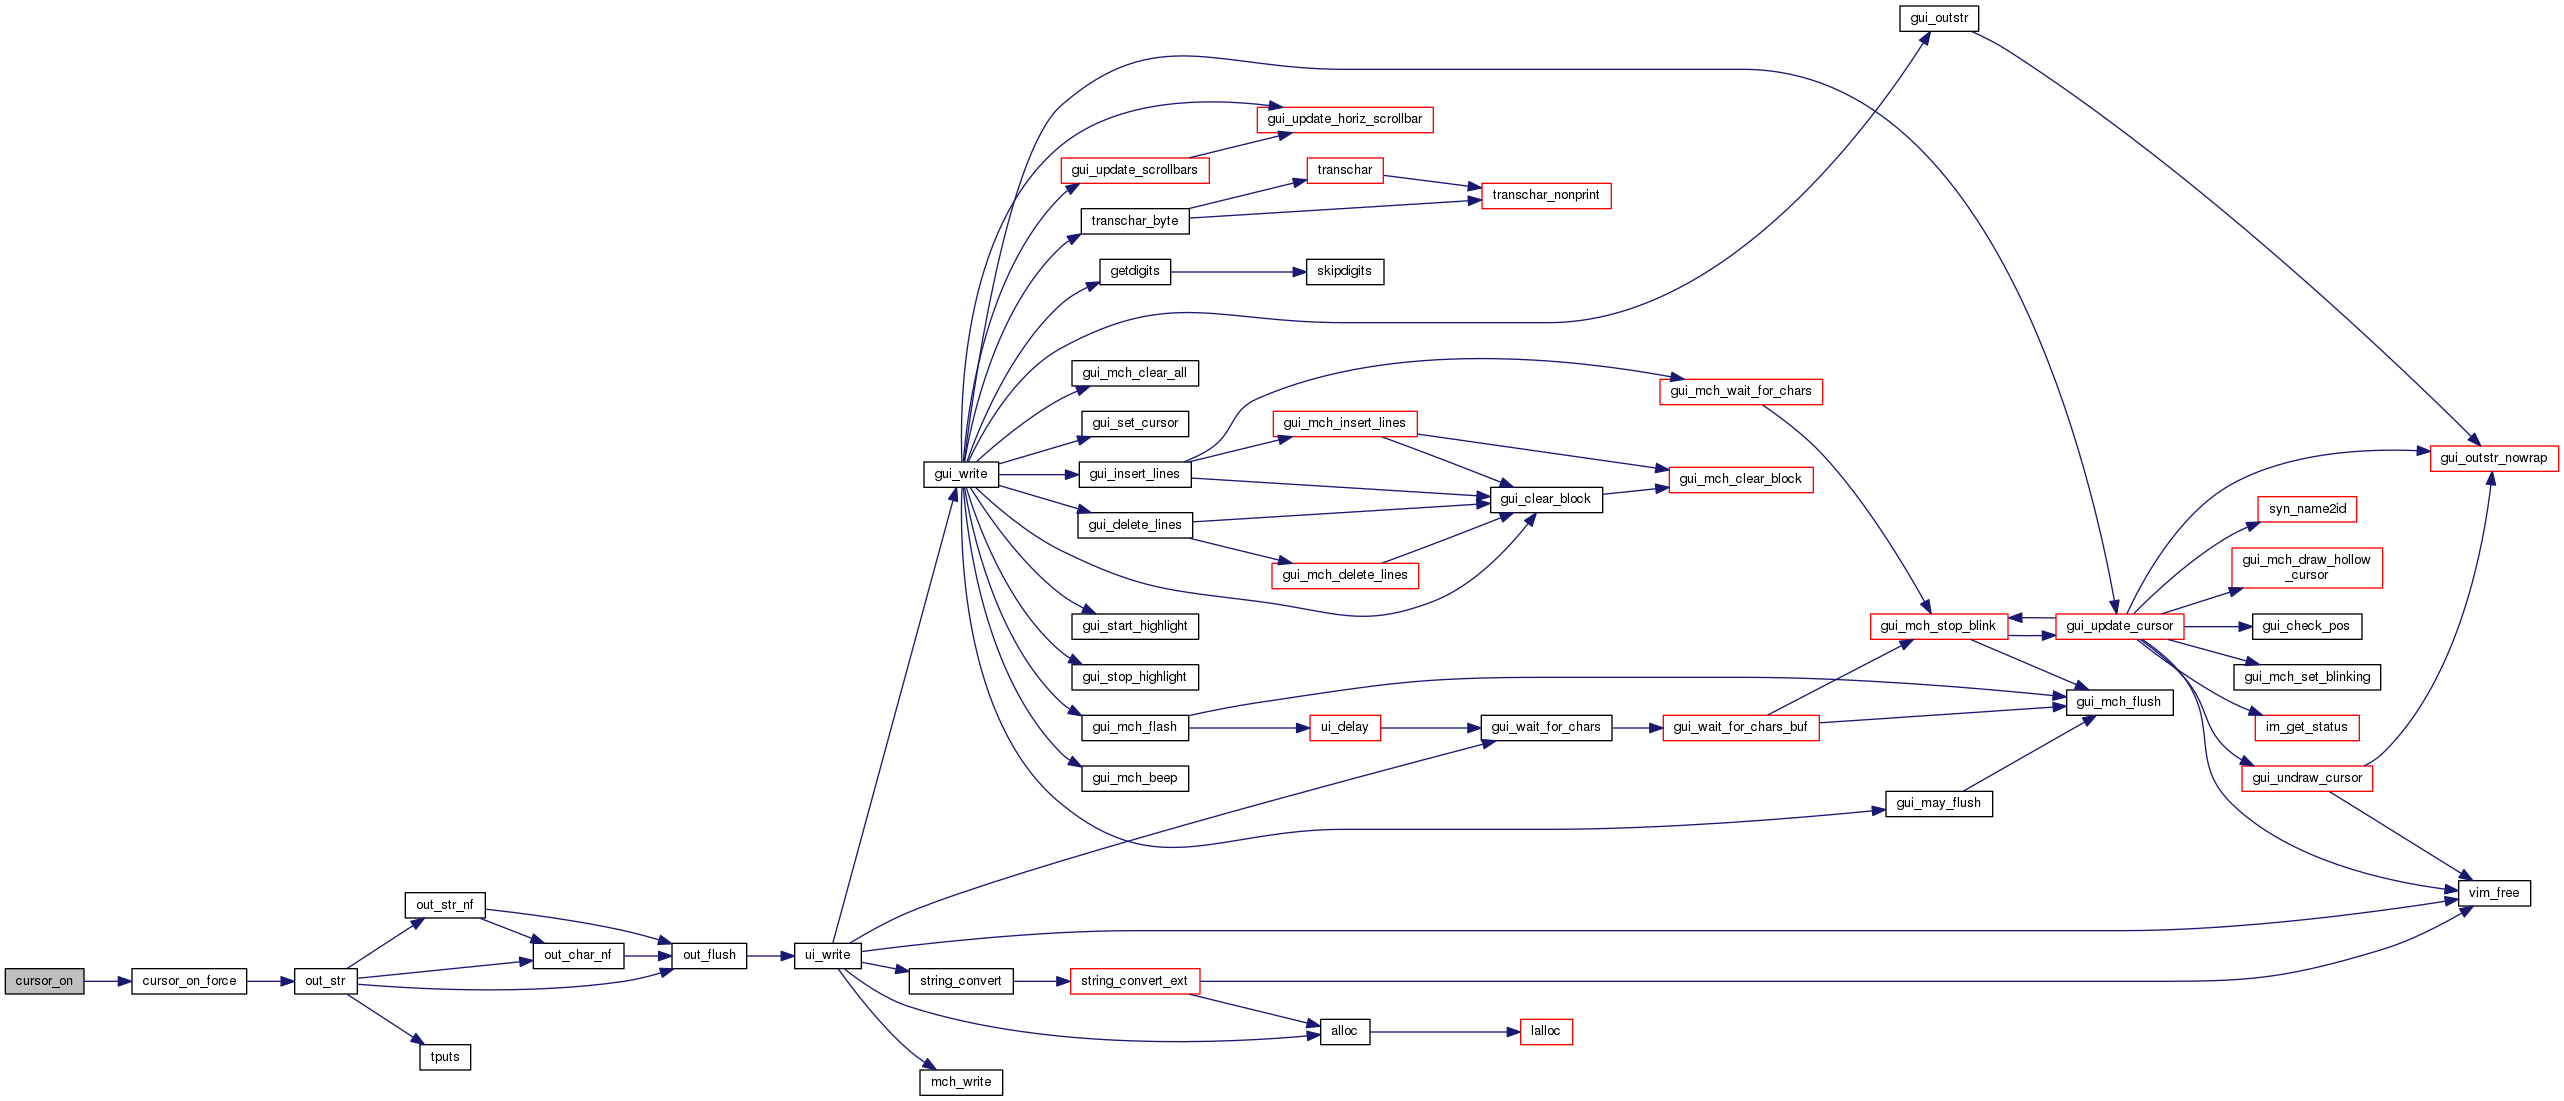 gui_outstr
gui_update_horiz_scrollbar
gui_update_scrollbars
transchar
transchar_nonprint
transchar_byte
getdigits
skipdigits
gui_mch_clear_all
gui_mch_wait_for_chars
gui_set_cursor
gui_mch_insert_lines
gui_outstr_nowrap
gui_write
gui_insert_lines
gui_mch_clear_block
gui_clear_block
syn_name2id
gui_delete_lines
gui_mch_draw_hollow
_cursor
gui_mch_delete_lines
gui_start_highlight
gui_mch_stop_blink
gui_update_cursor
gui_check_pos
gui_stop_highlight
gui_mch_set_blinking
gui_mch_flush
gui_mch_flash
ui_delay
gui_wait_for_chars
gui_wait_for_chars_buf
im_get_status
gui_mch_beep
gui_undraw_cursor
gui_may_flush
vim_free
out_str_nf
out_char_nf
out_flush
ui_write
cursor_on
cursor_on_force
out_str
string_convert
string_convert_ext
alloc
lalloc
tputs
mch_write